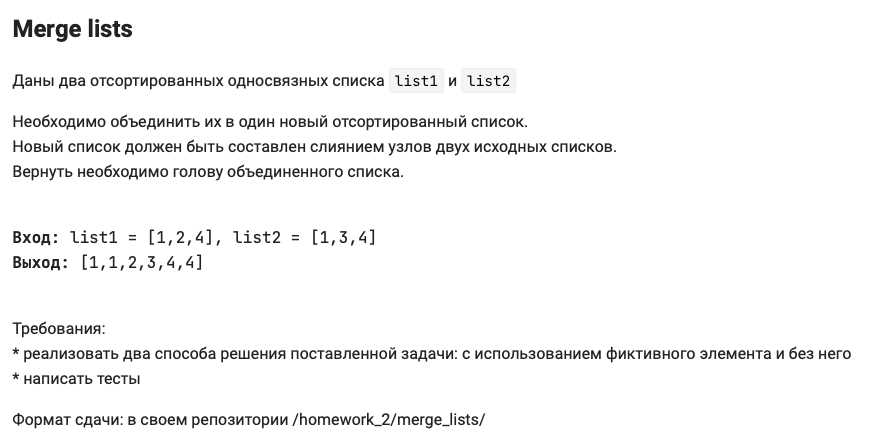 Merge lists
Даны два отсортированных односвязных списка list1 и list2
Необходимо объединить их в один новый отсортированный список.
Новый список должен быть составлен слиянием узлов двух исходных списков.
Вернуть необходимо голову объединенного списка.
Вход: list1 = [1,2,4], list2 = [1,3,4]
Выход: [1,1,2,3,4,4]
Требования:
* реализовать два способа решения поставленной задачи: с использованием фиктивного элемента и без него
* написать тесты
Формат сдачи: в своем репозитории /homework_2/merge_lists/